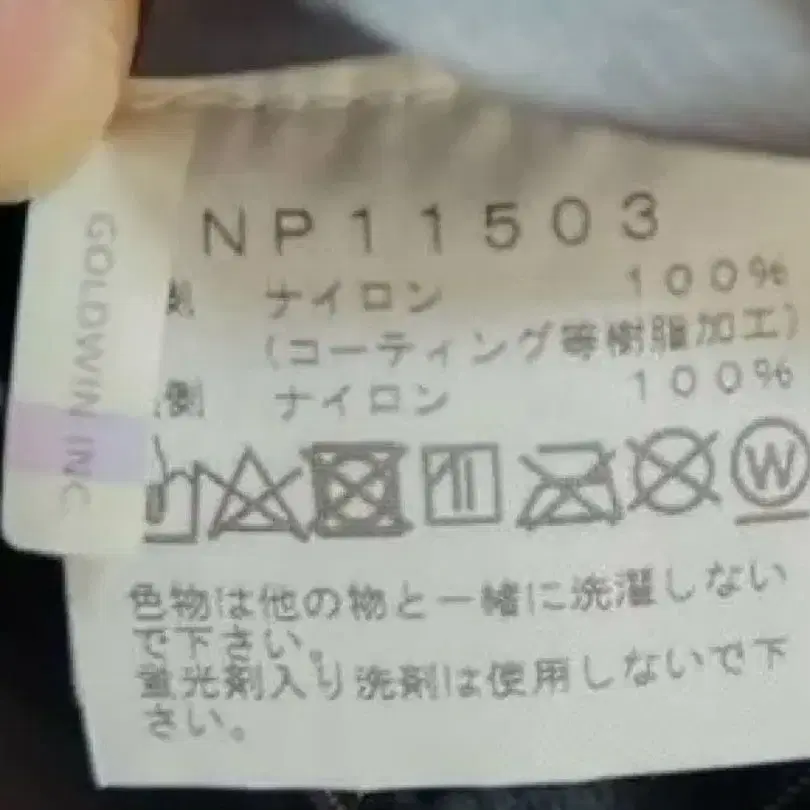 GOLDWIN INC.
NP11503
ナイロン 100%
(コーティング等樹脂加工)
側 ナイロン 100%
W
色物は他の物と一緒に洗濯しない
で下さい。
蛍光剤入り洗剤は使用しないで下
さい。